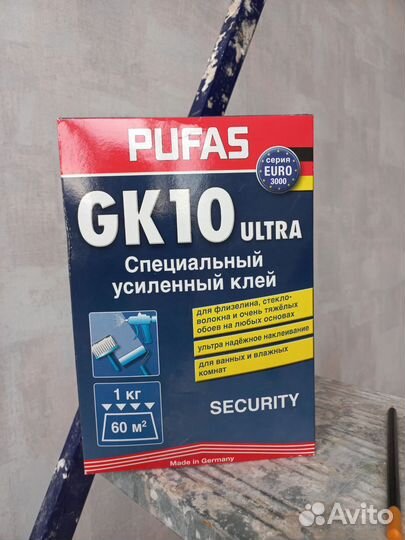 PUFAS
серия
EURO
3000
GK10 ULTRA
Специальный
усиленный клей
для флизелина, стекло-
волокна и очень тяжёлых
обоев на любых основах
ультра надёжное наклеивание
для ванных и влажных
комнат
1 кг
60 м²
SECURITY
Made in Germany
Avito